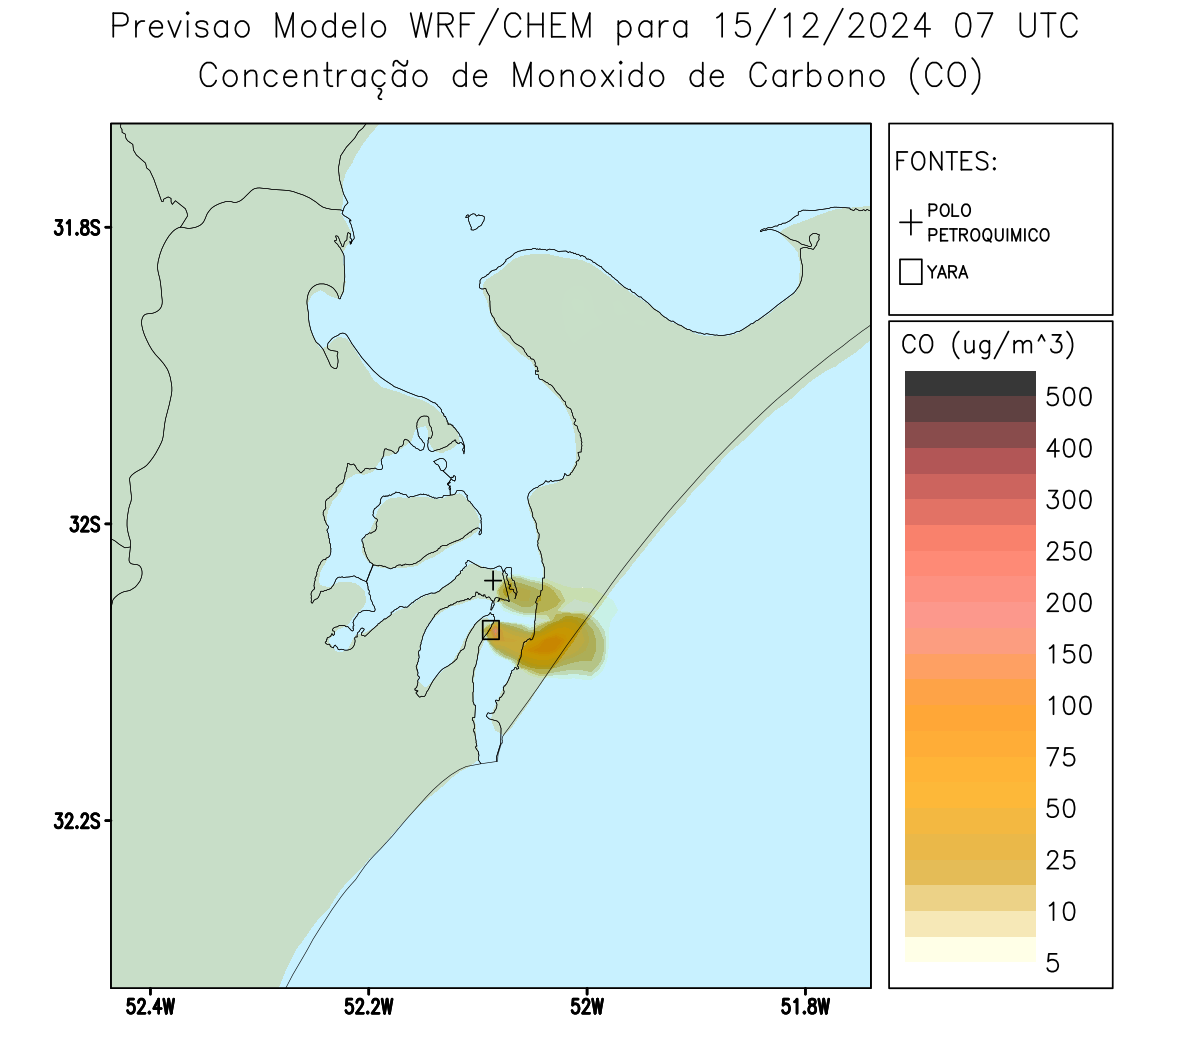 Previsao Modelo WRF/CHEM para 15/12/2024 07 UTC
Concentração de Monoxido de Carbono (CO)
FONTES:
POLO
PETROQUIMICO
YARA
CO (ug/m^3)
500
400
300
250
200
150
100
75
50
25
10
5
31.8S
32S
32.2S
52.4W
52.2W
52W
51.8W